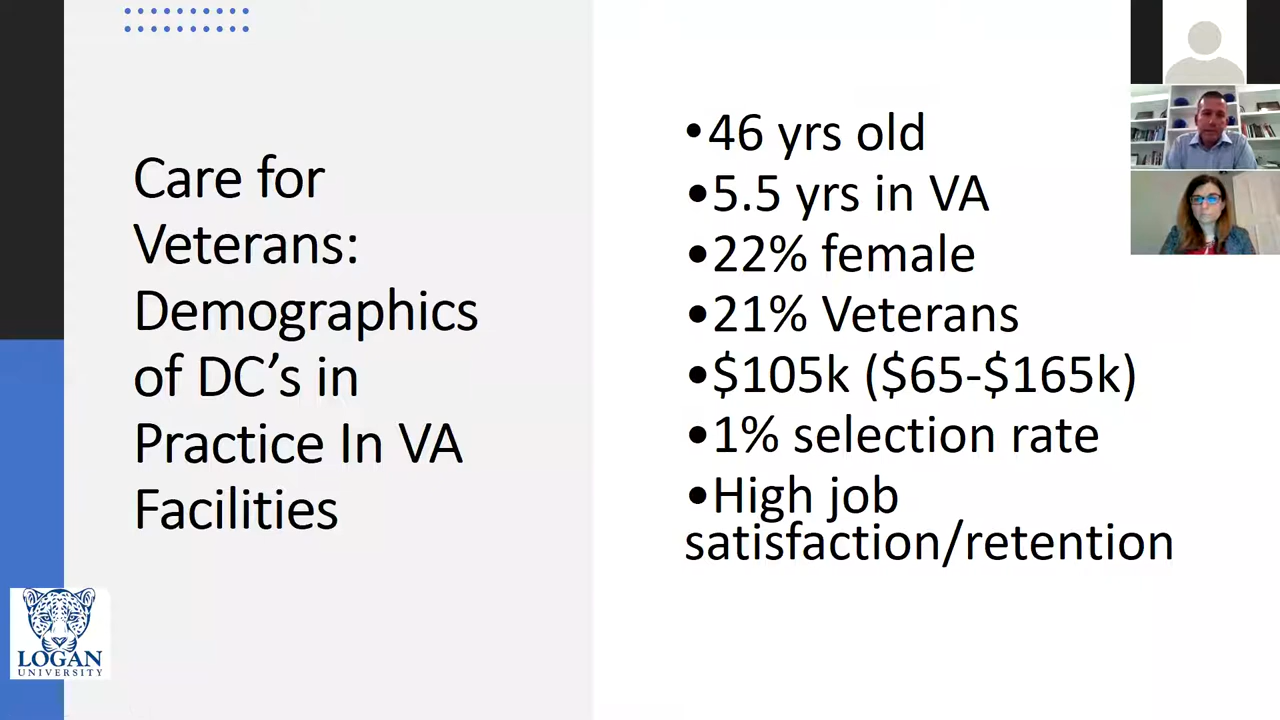 Care for
Veterans:
Demographics
of DC’s in
Practice In VA
Facilities
•46 yrs old
•5.5 yrs in VA
•22% female
•21% Veterans
•$105k ($65-$165k)
•1% selection rate
•High job
satisfaction/retention
LOGAN
UNIVERSITY